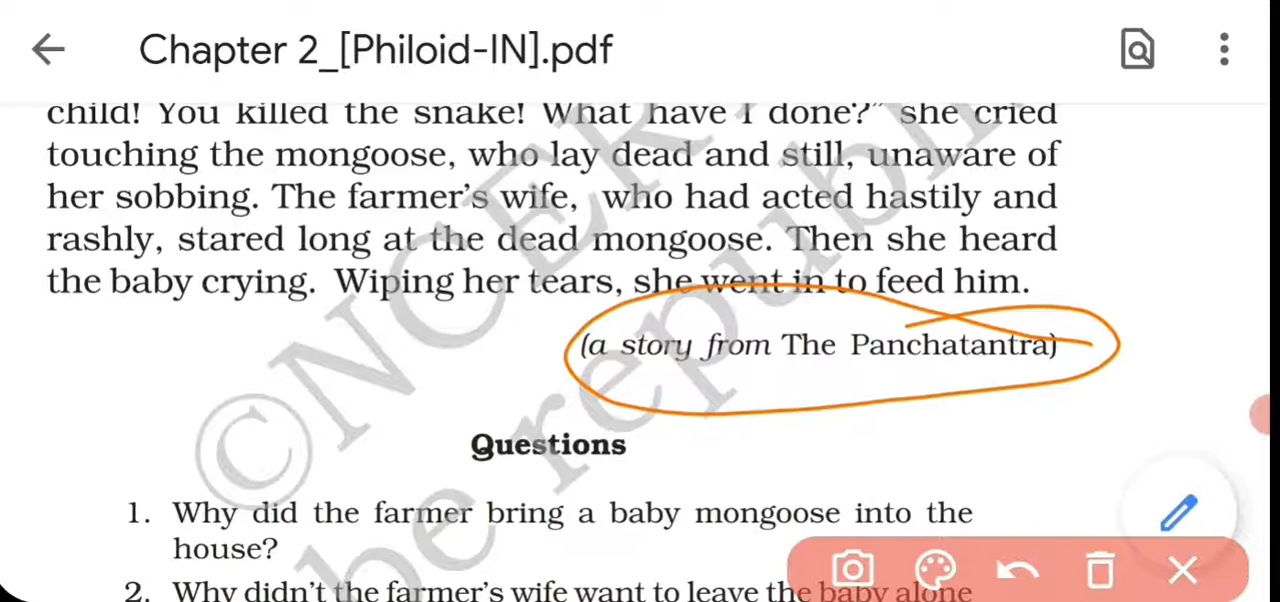 Chapter 2_[Philoid-IN].pdf
child! You killed the snake! What have I done?" she cried
touching the mongoose, who lay dead and still, unaware of
her sobbing. The farmer's wife, who had acted hastily and
rashly, stared long at the dead mongoose. Then she heard
the baby crying. Wiping her tears, she went in to feed him.
(a story from The Panchatantra)
Questions
1. Why did the farmer bring a baby mongoose into the
house?
2. Why didn't the farmer's wife want to leave the baby alone
©NCER
be republi